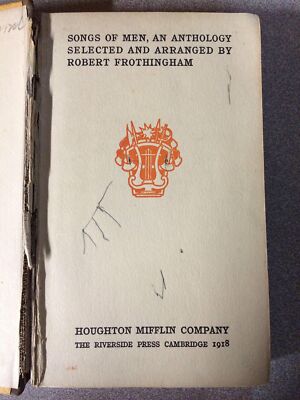 SONGS OF MEN, AN ANTHOLOGY
SELECTED AND ARRANGED BY
ROBERT FROTHINGHAM
HOUGHTON MIFFLIN COMPANY
THE RIVERSIDE PRESS CAMBRIDGE 1918